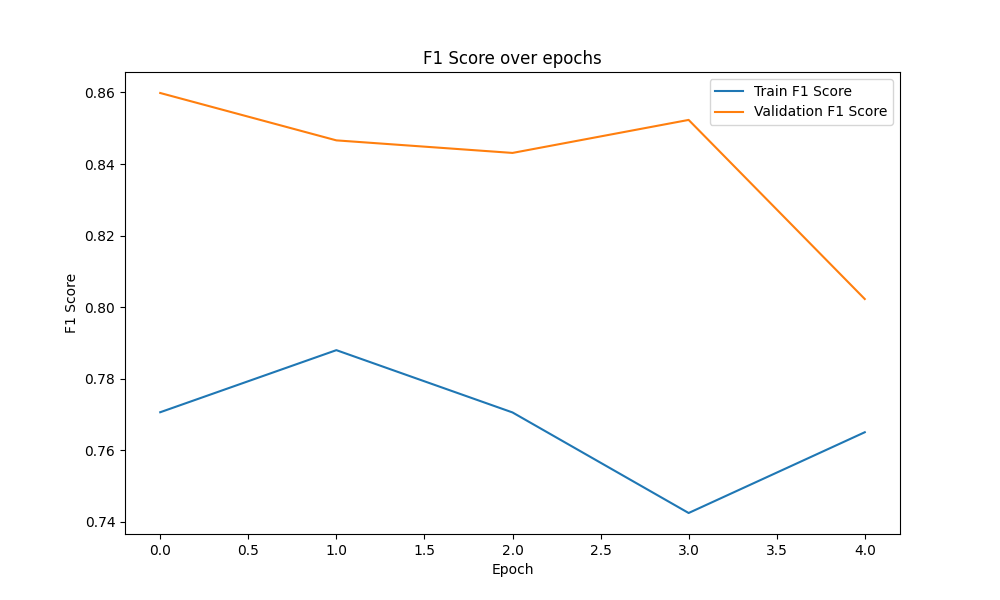 F1 Score over epochs
Train F1 Score
Validation F1 Score
0.86
0.84
0.82
0.80
0.78
0.76
0.74
F1 Score
0.0 0.5 1.0 1.5 2.0 2.5 3.0 3.5 4.0
Epoch